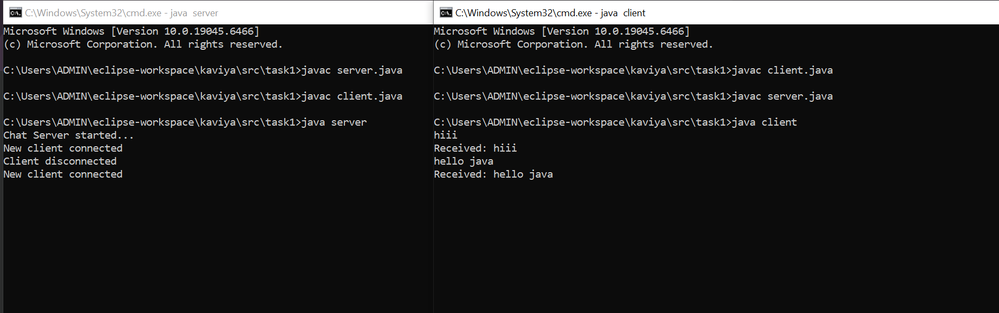 C:\Windows\System32\cmd.exe - java  server
Microsoft Windows [Version 10.0.19045.6466]
(c) Microsoft Corporation. All rights reserved.
C:\Users\ADMIN\eclipse-workspace\kaviya\src\task1>javac server.java
C:\Users\ADMIN\eclipse-workspace\kaviya\src\task1>javac client.java
C:\Users\ADMIN\eclipse-workspace\kaviya\src\task1>java server
Chat Server started...
New client connected
Client disconnected
New client connected
C:\Windows\System32\cmd.exe - java  client
Microsoft Windows [Version 10.0.19045.6466]
(c) Microsoft Corporation. All rights reserved.
C:\Users\ADMIN\eclipse-workspace\kaviya\src\task1>javac client.java
C:\Users\ADMIN\eclipse-workspace\kaviya\src\task1>javac server.java
C:\Users\ADMIN\eclipse-workspace\kaviya\src\task1>java client
hiii
Received: hiii
hello java
Received: hello java